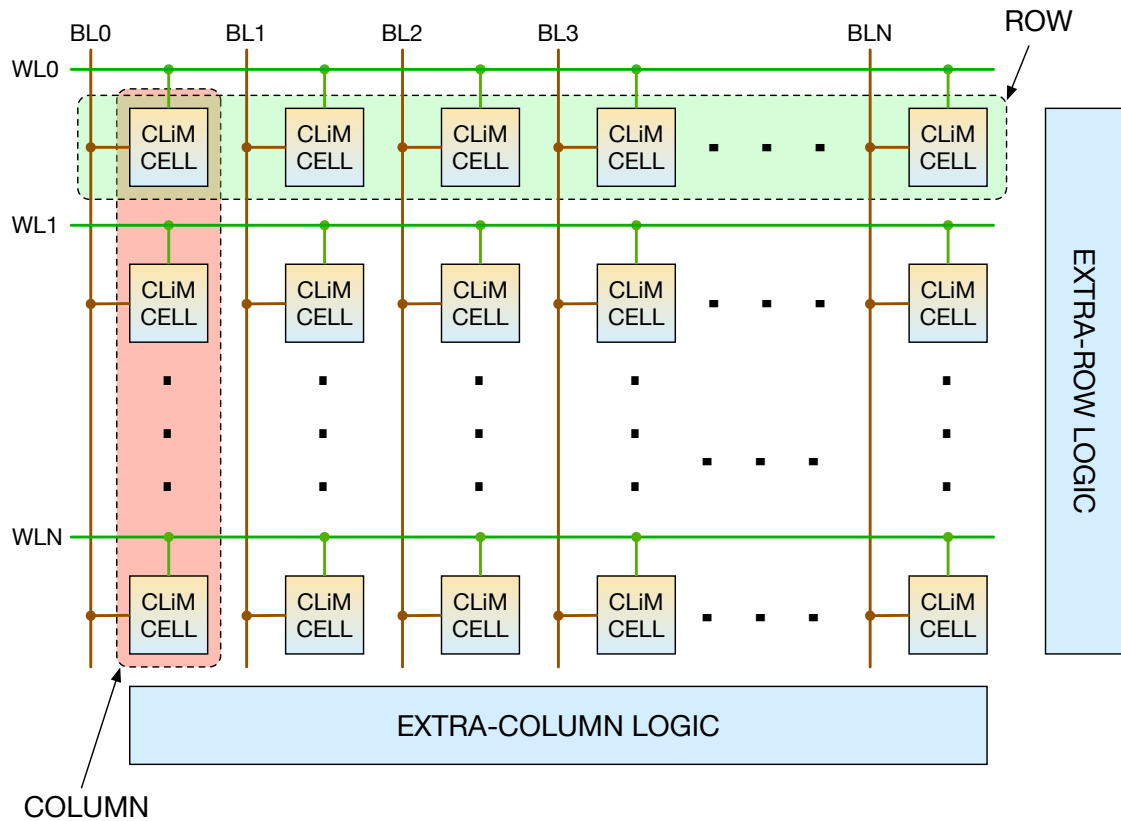 ROW
BL0 BL1 BL2 BL3 BLN
WL0
CLiM CLiM CLiM CLiM CLiM
CELL CELL CELL CELL CELL
WL1
CLiM CLiM CLiM CLiM CLiM
CELL CELL CELL CELL CELL
EXTRA-ROW LOGIC
WLN
CLiM CLiM CLiM CLiM CLiM
CELL CELL CELL CELL CELL
EXTRA-COLUMN LOGIC
COLUMN